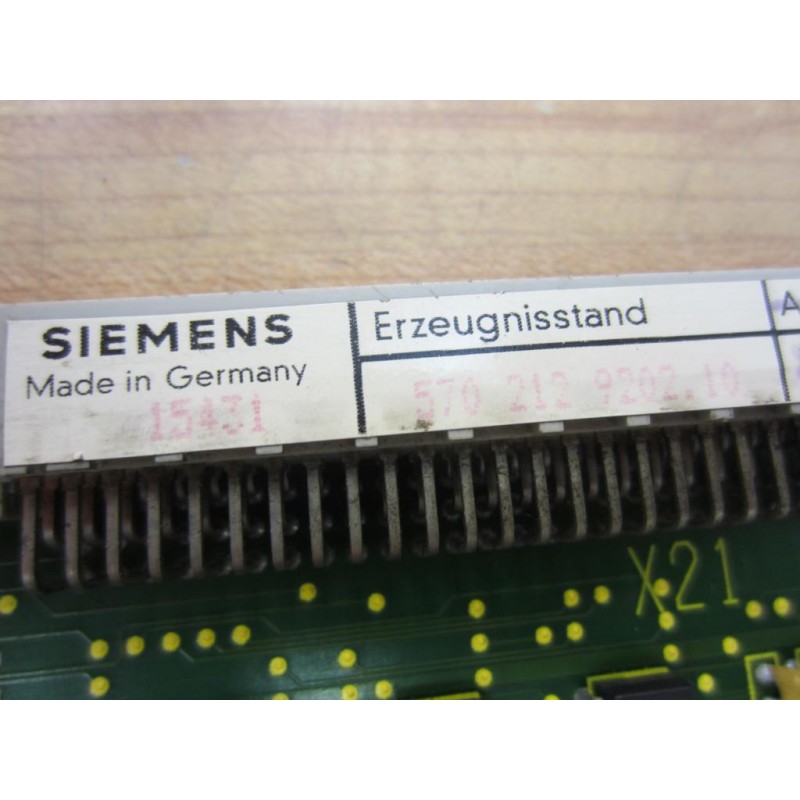 SIEMENS
Made in Germany
15431
Erzeugnisstand
570 212 9202.10
A
X21